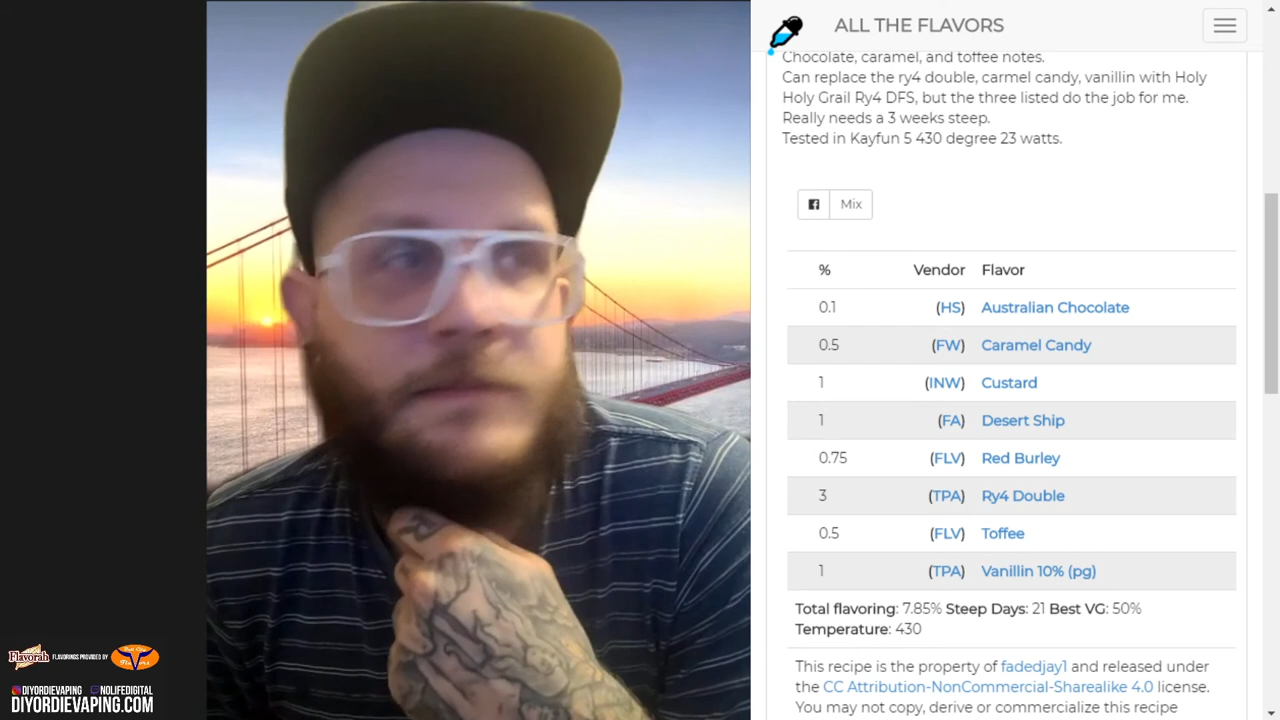 ALL THE FLAVORS
Chocolate, caramel, and toffee notes.
Can replace the ry4 double, carmel candy, vanillin with Holy
Holy Grail Ry4 DFS, but the three listed do the job for me.
Really needs a 3 weeks steep.
Tested in Kayfun 5 430 degree 23 watts.
Mix
% Vendor Flavor
0.1 (HS) Australian Chocolate
0.5 (FW) Caramel Candy
1 (INW) Custard
1 (FA) Desert Ship
0.75 (FLV) Red Burley
3 (TPA) Ry4 Double
0.5 (FLV) Toffee
1 (TPA) Vanillin 10% (pg)
Total flavoring: 7.85% Steep Days: 21 Best VG: 50%
Temperature: 430
This recipe is the property of fadedjay1 and released under
the CC Attribution-NonCommercial-Sharealike 4.0 license.
You may not copy, derive or commercialize this recipe
Flavorah FLAVORINGS PROVIDED BY
DIYORDIEVAPING NOLIFEDIGITAL
DIYORDIEVAPING.COM